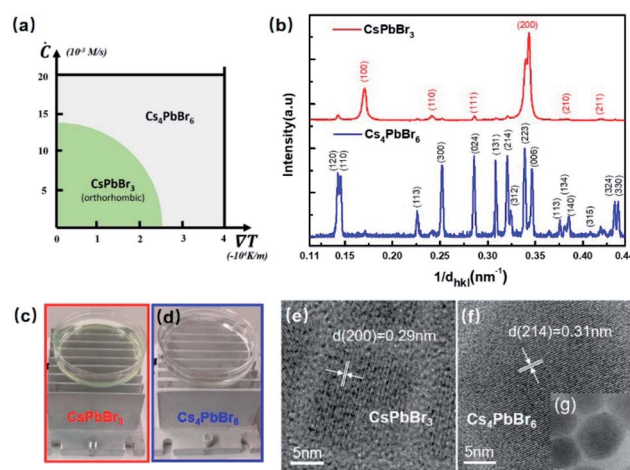 (a)
Ċ (10⁻⁵ M/s)
20
15
10
5
0
1
2
3
4
Cs4PbBr6
CsPbBr3
(orthorhombic)
∇T
(-10⁴K/m)
(b)
Intensity(a.u)
CsPbBr3
(100)
(110)
(111)
(200)
(210)
(211)
Cs4PbBr6
(120)
(110)
(113)
(300)
(024)
(131)
(214)
(312)
(223)
(006)
(113)
(134)
(140)
(315)
(324)
(330)
0.11 0.15 0.20 0.25 0.30 0.35 0.40 0.44
1/dhkl(nm⁻¹)
(c)
CsPbBr3
(d)
Cs4PbBr6
(e)
d(200)=0.29nm
CsPbBr3
5nm
(f)
d(214)=0.31nm
Cs4PbBr6
5nm
(g)